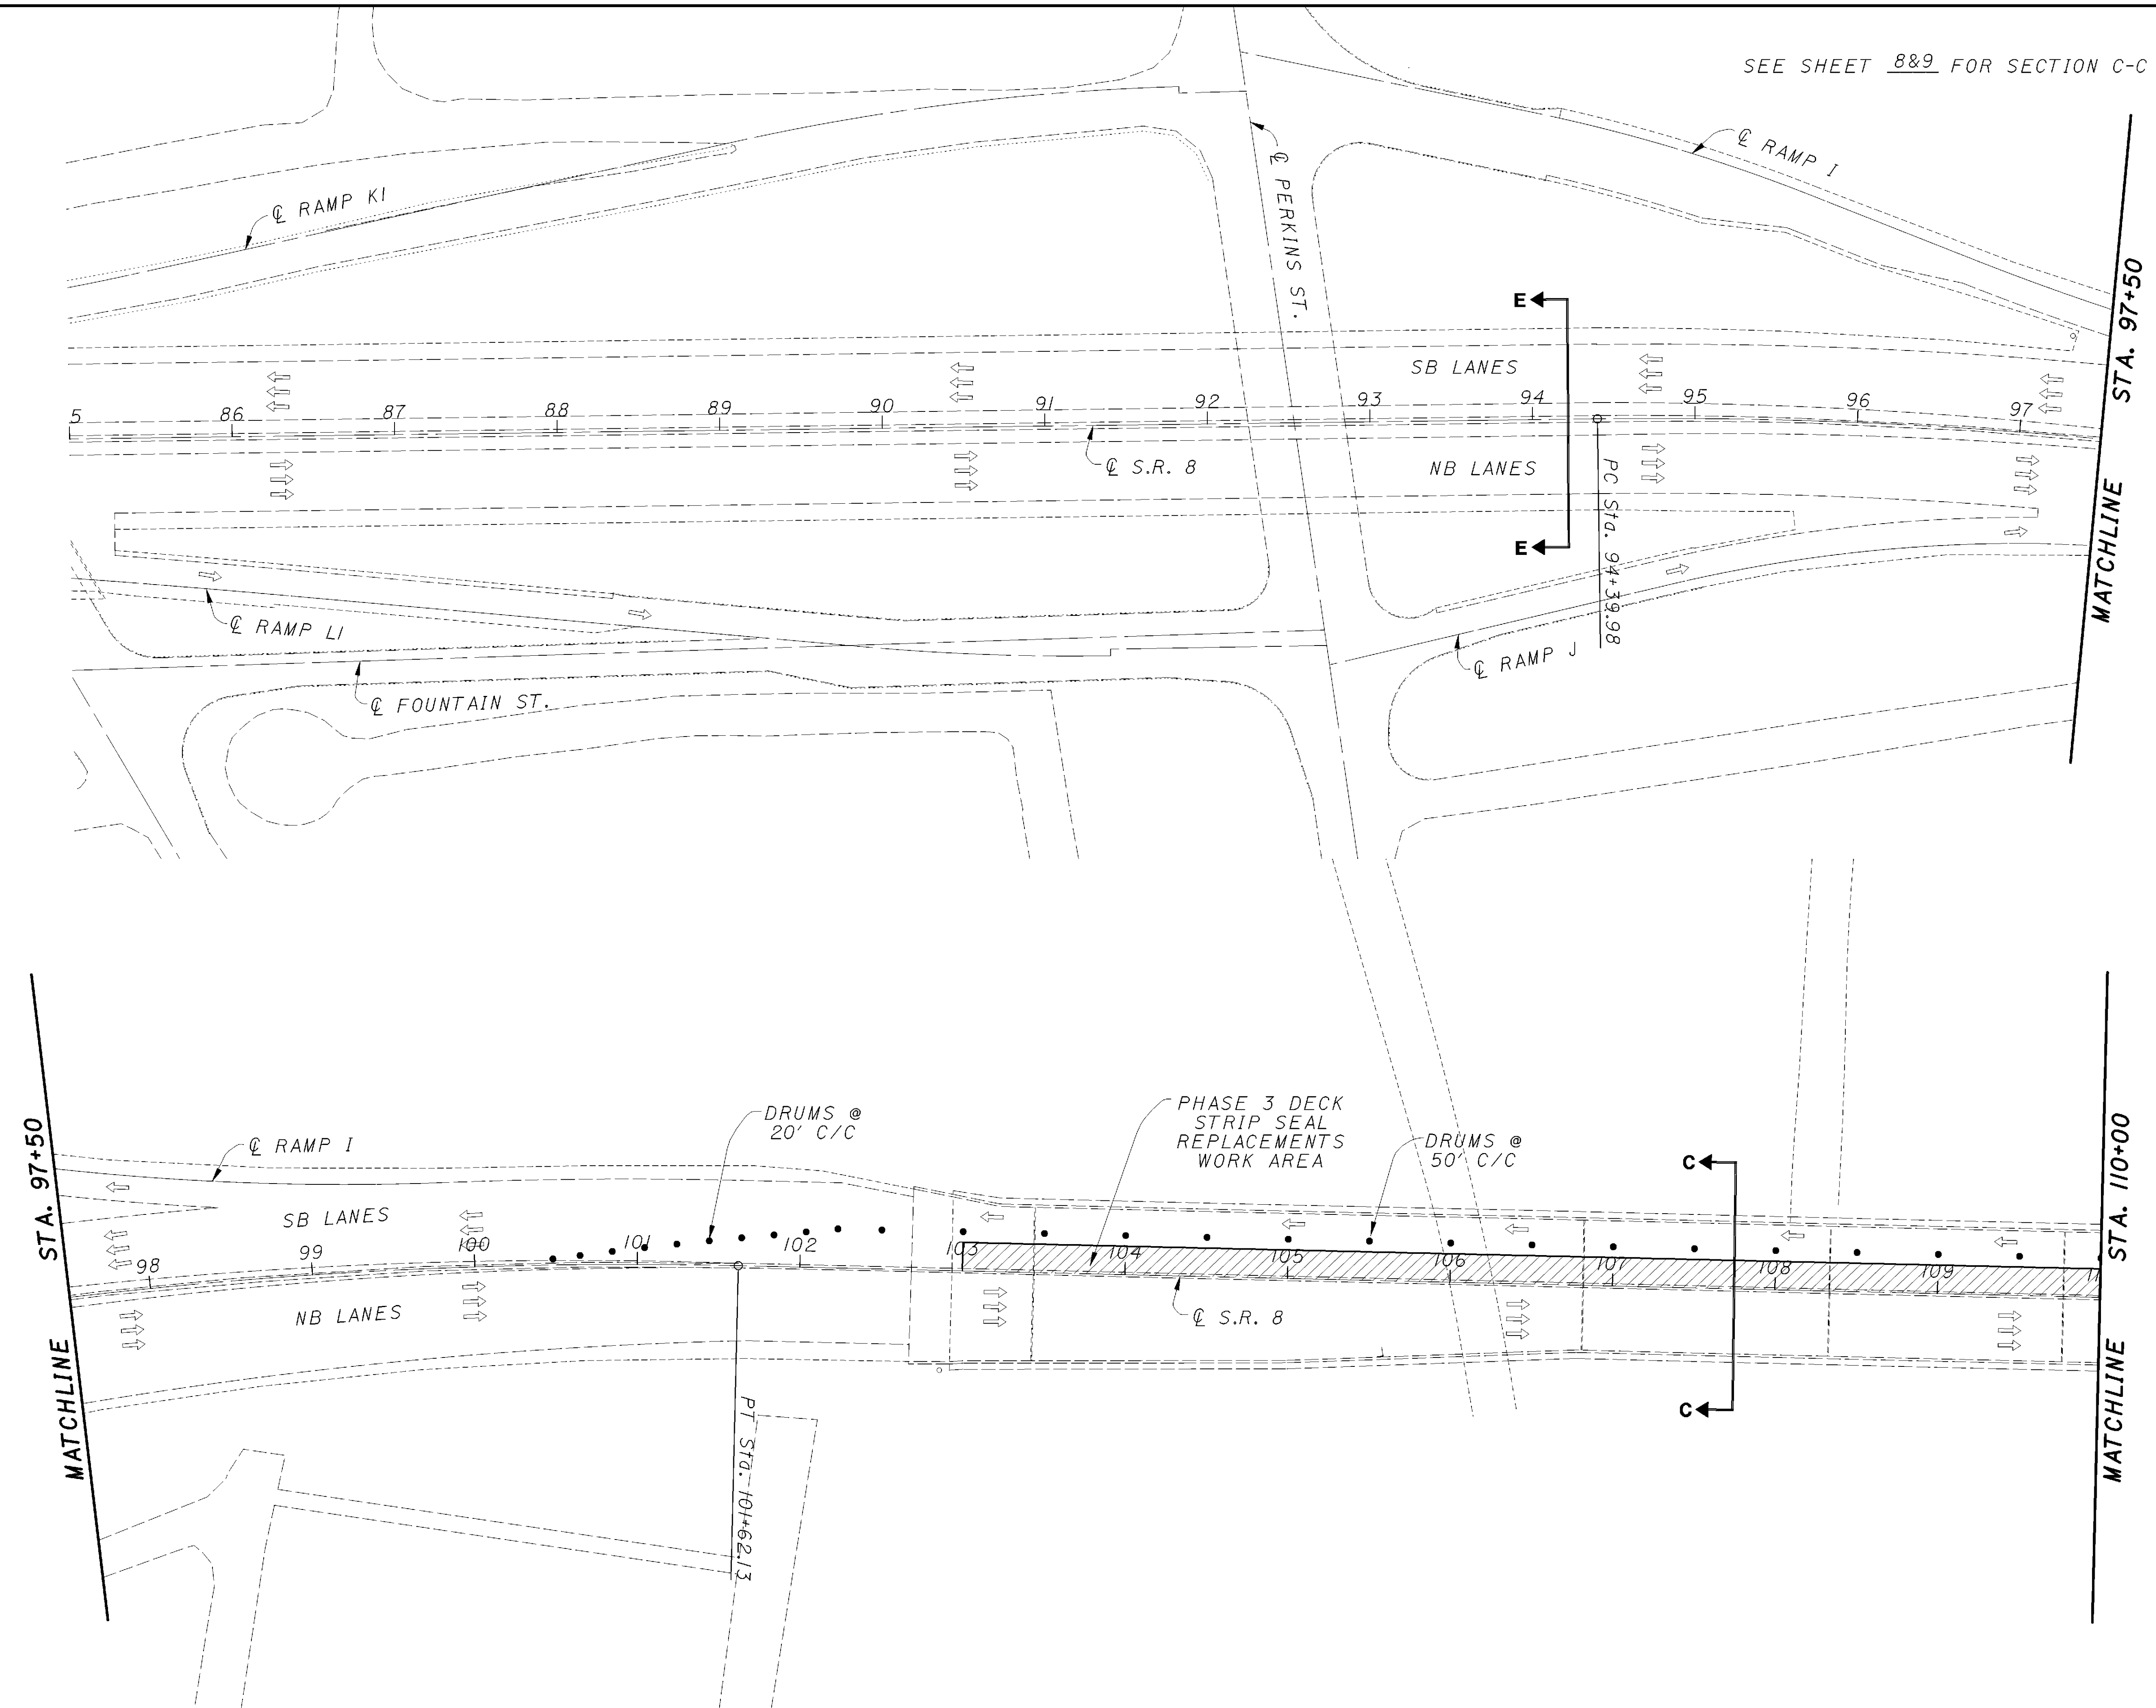 SEE SHEET 8&9 FOR SECTION C-C
℄ RAMP I
℄ RAMP K1
℄ PERKINS ST.
STA. 97+50
MATCHLINE
E
SB LANES
5 86 87 88 89 90 91 92 93 94 95 96 97
℄ S.R. 8
NB LANES
PC Sta. 94+39.98
E
℄ RAMP L1
℄ RAMP J
℄ FOUNTAIN ST.
STA. 97+50
MATCHLINE
℄ RAMP I
DRUMS @
20' C/C
PHASE 3 DECK
STRIP SEAL
REPLACEMENTS
WORK AREA
DRUMS @
50' C/C
C
STA. 110+00
MATCHLINE
SB LANES
98 99 100 101 102 103 104 105 106 107 108 109 11
NB LANES
℄ S.R. 8
C
PT Sta. 101+62.13